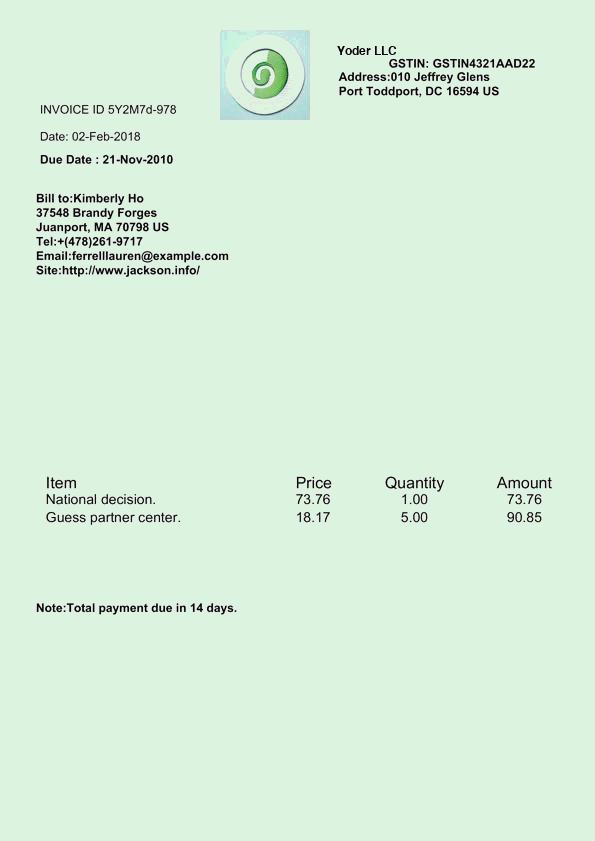 Yoder LLC
GSTIN: GSTIN4321AAD22
Address:010 Jeffrey Glens
Port Toddport, DC 16594 US
INVOICE ID 5Y2M7d-978
Date: 02-Feb-2018
Due Date : 21-Nov-2010
Bill to:Kimberly Ho
37548 Brandy Forges
Juanport, MA 70798 US
Tel:+(478)261-9717
Email:ferrelllauren@example.com
Site:http://www.jackson.info/
Item Price Quantity Amount
National decision. 73.76 1.00 73.76
Guess partner center. 18.17 5.00 90.85
Note:Total payment due in 14 days.